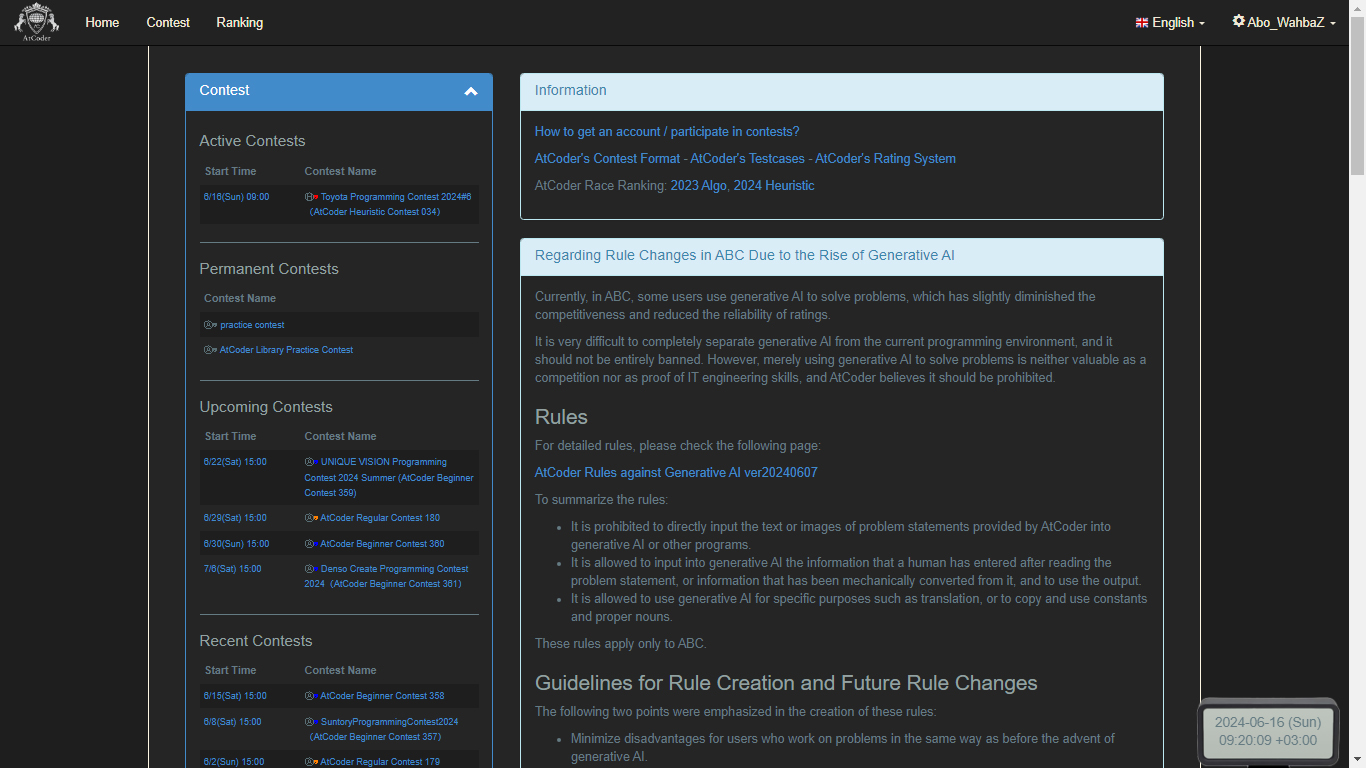 AtCoder
Home
Contest
Ranking
English
Abo_WahbaZ
Contest
Active Contests
Start Time Contest Name
6/16(Sun) 09:00 Toyota Programming Contest 2024#6
（AtCoder Heuristic Contest 034）
Permanent Contests
Contest Name
practice contest
AtCoder Library Practice Contest
Upcoming Contests
Start Time Contest Name
6/22(Sat) 15:00 UNIQUE VISION Programming
Contest 2024 Summer (AtCoder Beginner
Contest 359)
6/29(Sat) 15:00 AtCoder Regular Contest 180
6/30(Sun) 15:00 AtCoder Beginner Contest 360
7/6(Sat) 15:00 Denso Create Programming Contest
2024（AtCoder Beginner Contest 361）
Recent Contests
Start Time Contest Name
6/15(Sat) 15:00 AtCoder Beginner Contest 358
6/8(Sat) 15:00 SuntoryProgrammingContest2024
（AtCoder Beginner Contest 357）
6/2(Sun) 15:00 AtCoder Regular Contest 179
Information
How to get an account / participate in contests?
AtCoder's Contest Format - AtCoder's Testcases - AtCoder's Rating System
AtCoder Race Ranking: 2023 Algo, 2024 Heuristic
Regarding Rule Changes in ABC Due to the Rise of Generative AI
Currently, in ABC, some users use generative AI to solve problems, which has slightly diminished the
competitiveness and reduced the reliability of ratings.
It is very difficult to completely separate generative AI from the current programming environment, and it
should not be entirely banned. However, merely using generative AI to solve problems is neither valuable as a
competition nor as proof of IT engineering skills, and AtCoder believes it should be prohibited.
Rules
For detailed rules, please check the following page:
AtCoder Rules against Generative AI ver20240607
To summarize the rules:
• It is prohibited to directly input the text or images of problem statements provided by AtCoder into
generative AI or other programs.
• It is allowed to input into generative AI the information that a human has entered after reading the
problem statement, or information that has been mechanically converted from it, and to use the output.
• It is allowed to use generative AI for specific purposes such as translation, or to copy and use constants
and proper nouns.
These rules apply only to ABC.
Guidelines for Rule Creation and Future Rule Changes
The following two points were emphasized in the creation of these rules:
• Minimize disadvantages for users who work on problems in the same way as before the advent of
generative AI.
2024-06-16 (Sun)
09:20:09 +03:00